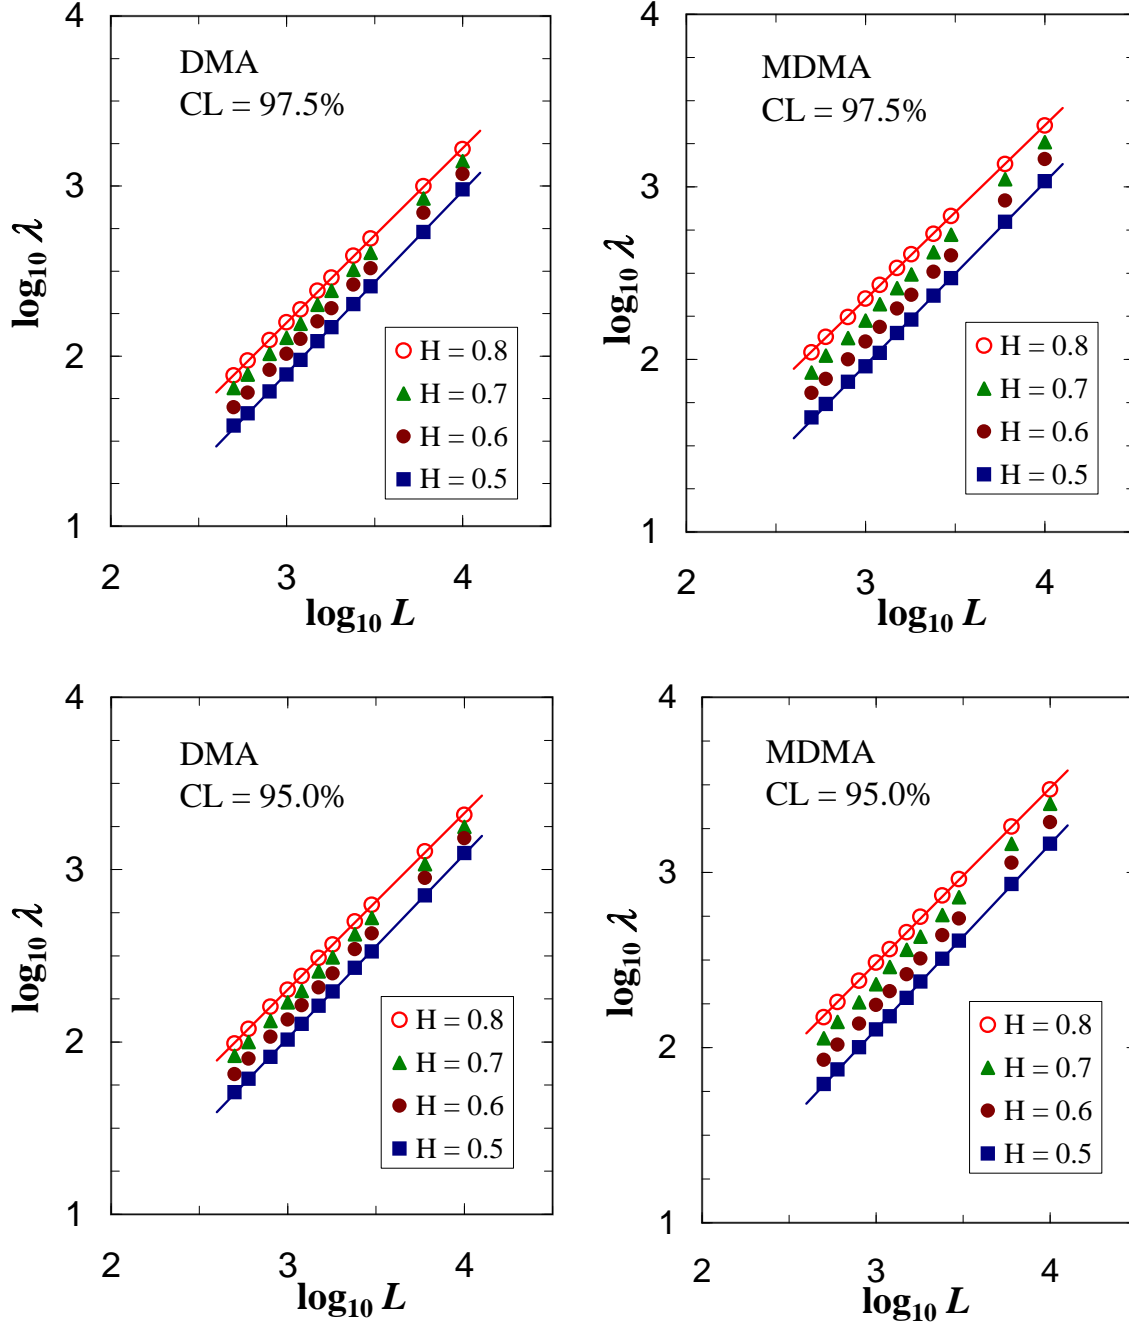 DMA
CL = 97.5%
4
3
2
1
log₁₀ λ
H = 0.8
H = 0.7
H = 0.6
H = 0.5
2
3
4
log₁₀ L
MDMA
CL = 97.5%
4
3
2
1
log₁₀ λ
H = 0.8
H = 0.7
H = 0.6
H = 0.5
2
3
4
log₁₀ L
DMA
CL = 95.0%
4
3
2
1
log₁₀ λ
H = 0.8
H = 0.7
H = 0.6
H = 0.5
2
3
4
log₁₀ L
MDMA
CL = 95.0%
4
3
2
1
log₁₀ λ
H = 0.8
H = 0.7
H = 0.6
H = 0.5
2
3
4
log₁₀ L